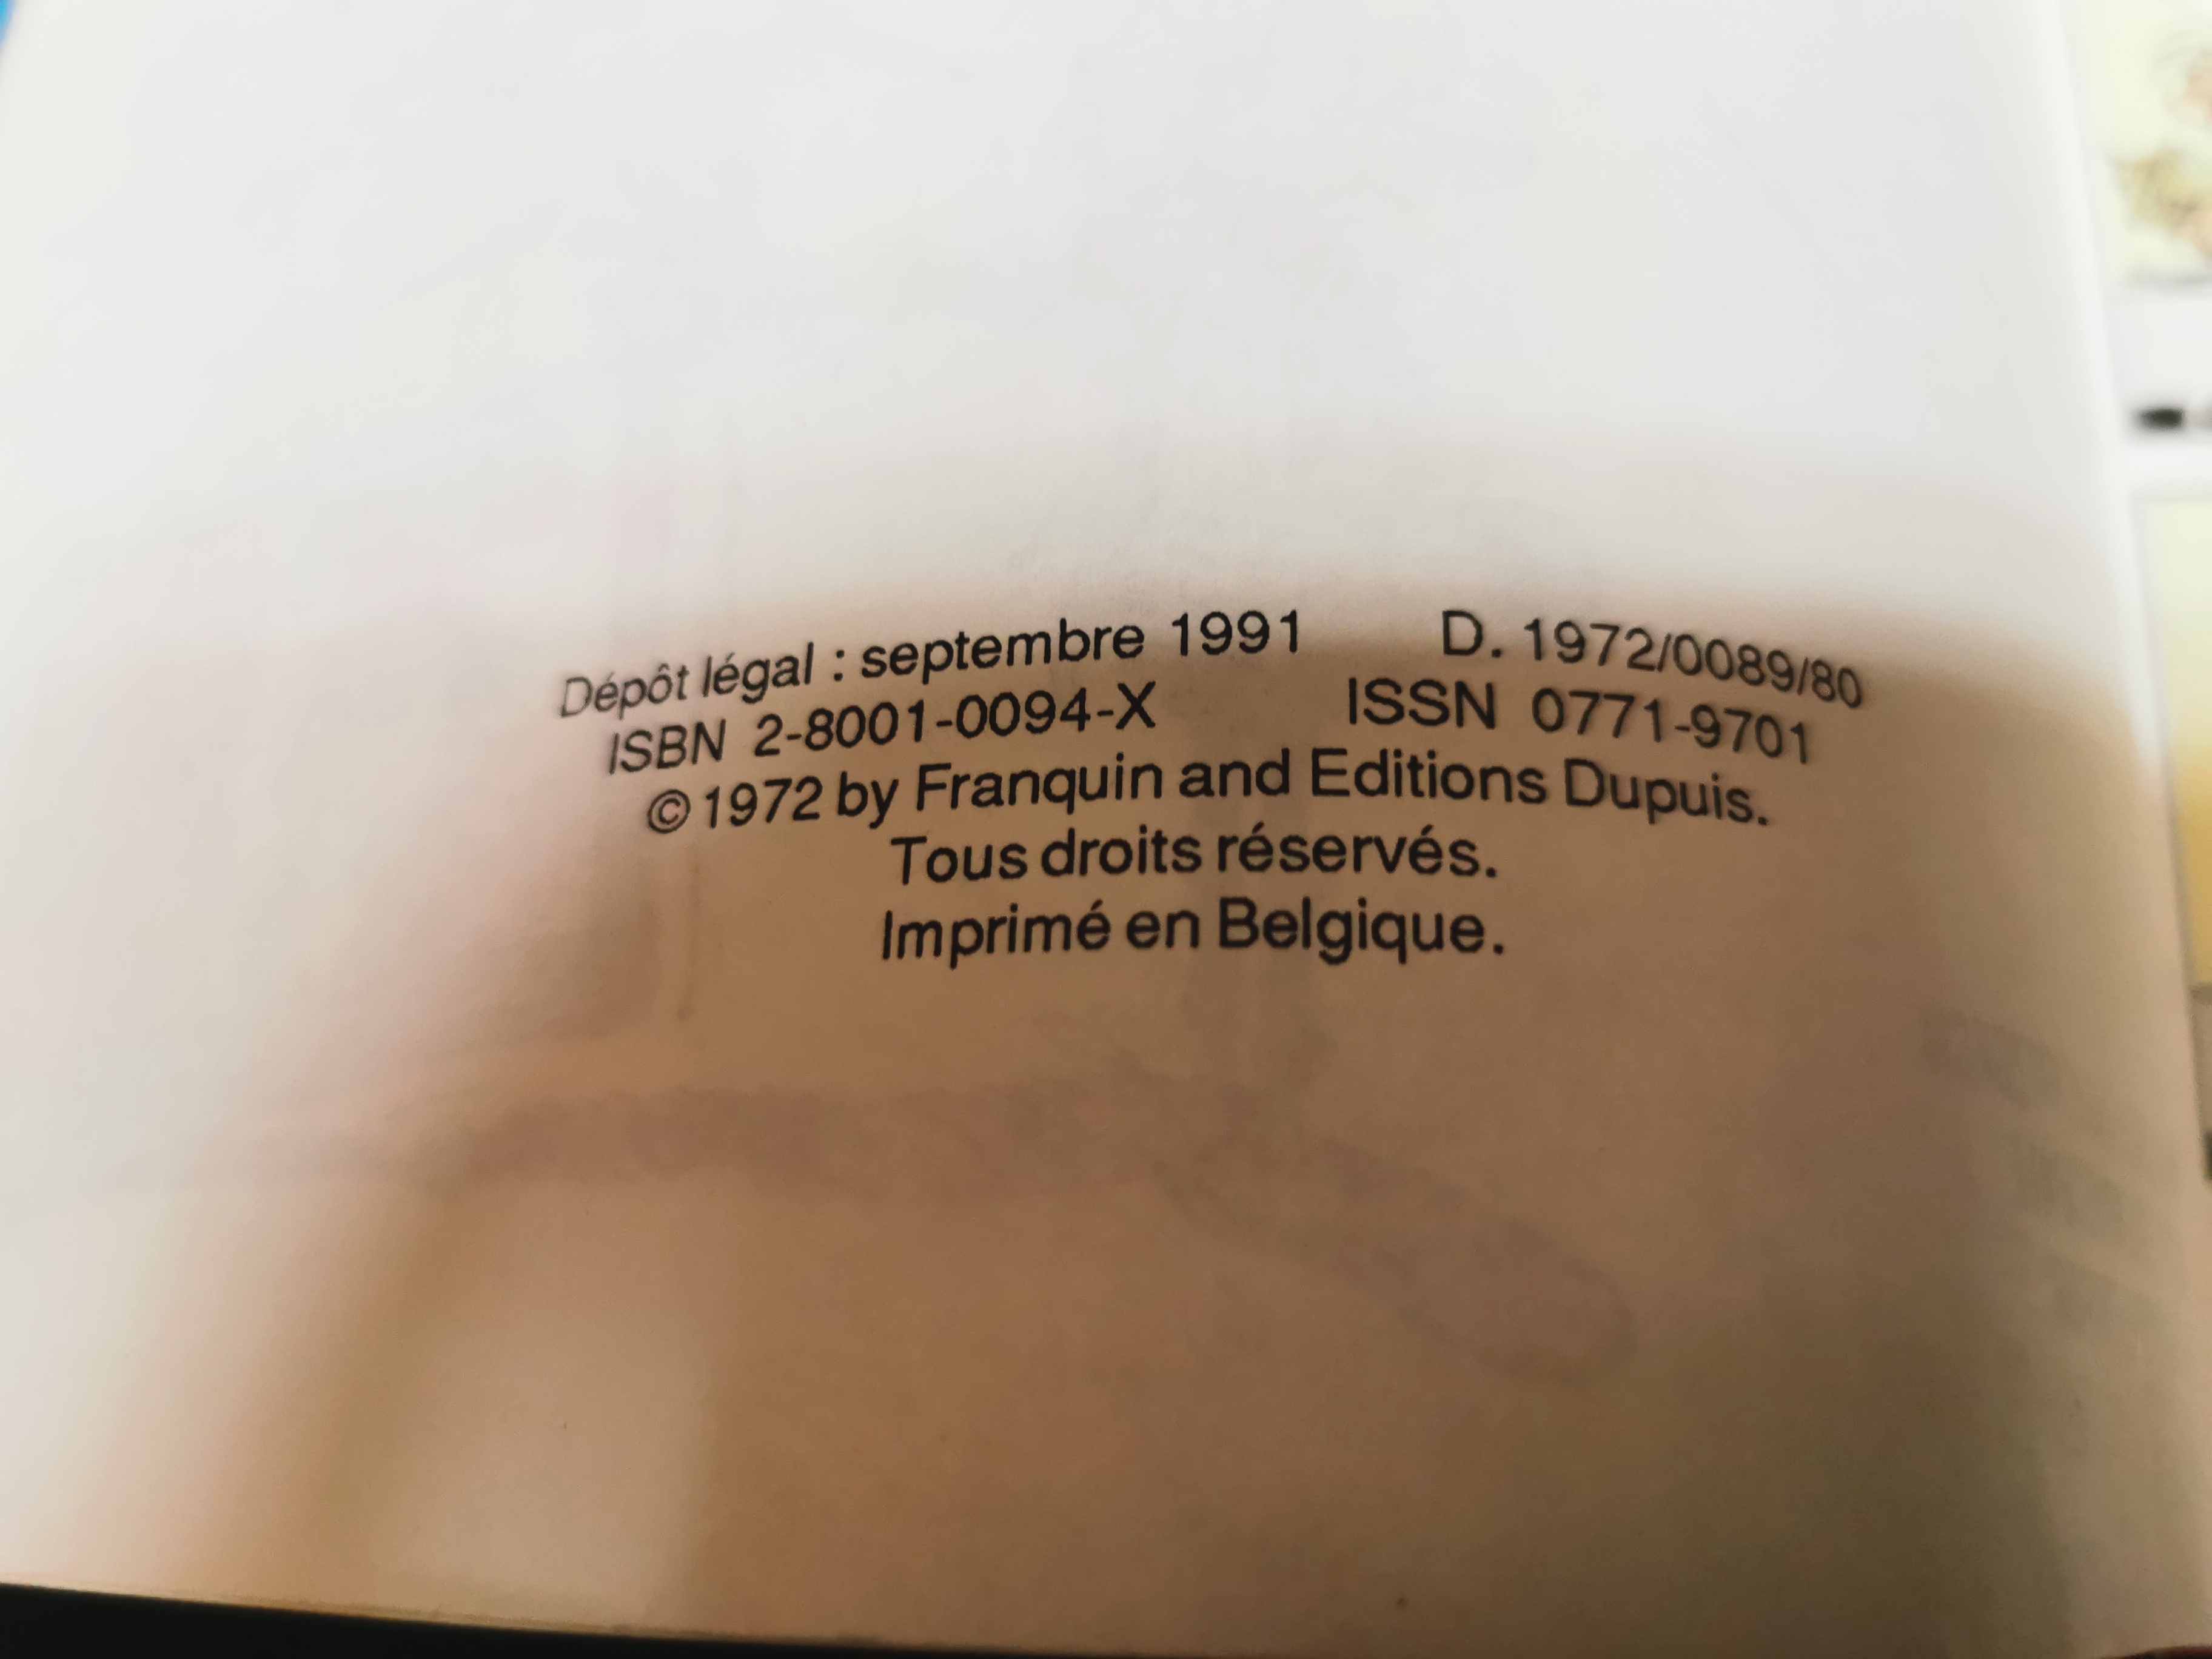 Dépôt légal : septembre 1991 D. 1972/0089/80
ISBN 2-8001-0094-X ISSN 0771-9701
© 1972 by Franquin and Editions Dupuis.
Tous droits réservés.
Imprimé en Belgique.